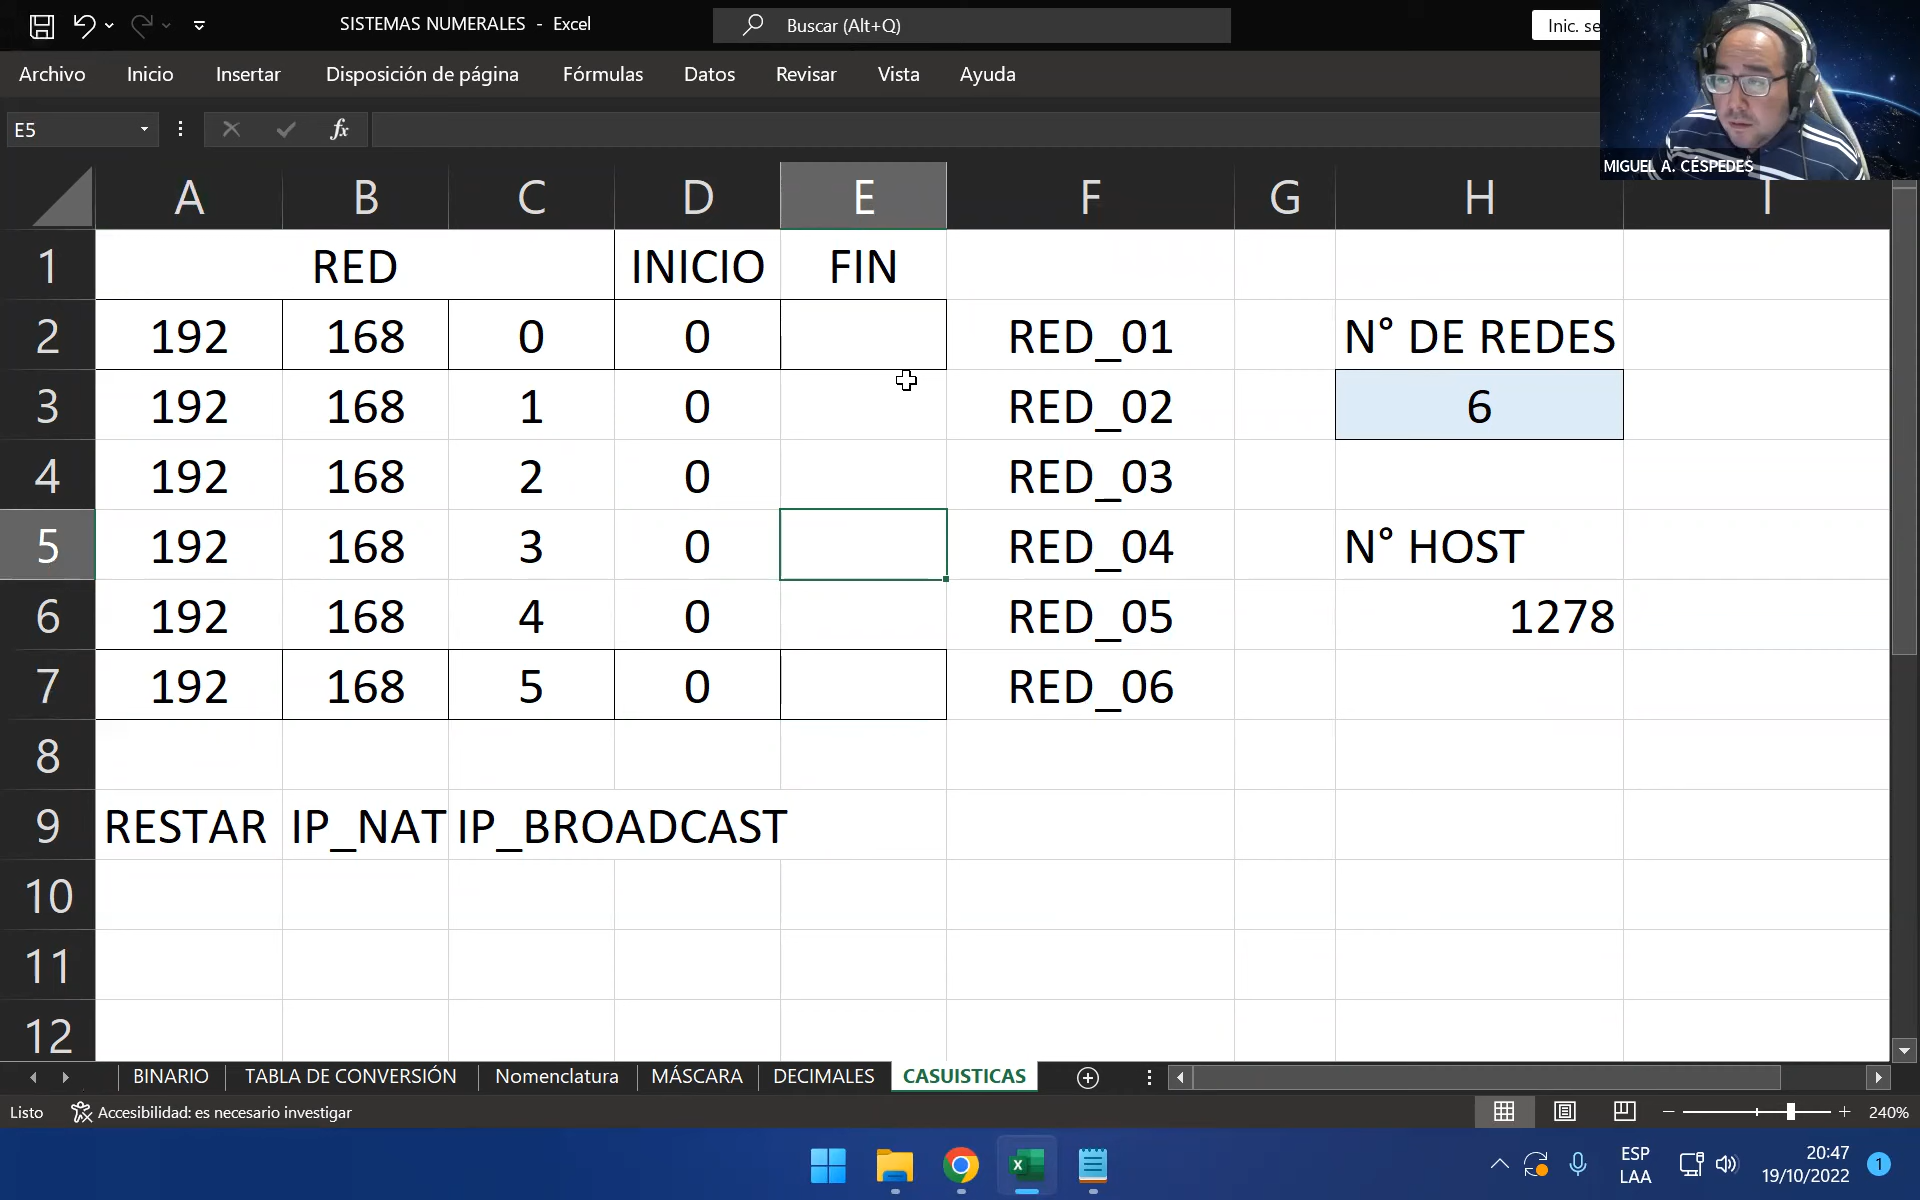 SISTEMAS NUMERALES - Excel
Buscar (Alt+Q)
Inic. se
Archivo Inicio Insertar Disposición de página Fórmulas Datos Revisar Vista Ayuda
MIGUEL A. CÉSPEDES
E5 fx
A B C D E F G H I
1 RED INICIO FIN
2 192 168 0 0 RED_01 N° DE REDES
3 192 168 1 0 RED_02 6
4 192 168 2 0 RED_03
5 192 168 3 0 RED_04 N° HOST
6 192 168 4 0 RED_05 1278
7 192 168 5 0 RED_06
8
9 RESTAR IP_NAT IP_BROADCAST
10
11
12
BINARIO TABLA DE CONVERSIÓN Nomenclatura MÁSCARA DECIMALES CASUISTICAS
Listo Accesibilidad: es necesario investigar 240%
ESP 20:47
LAA 19/10/2022 1